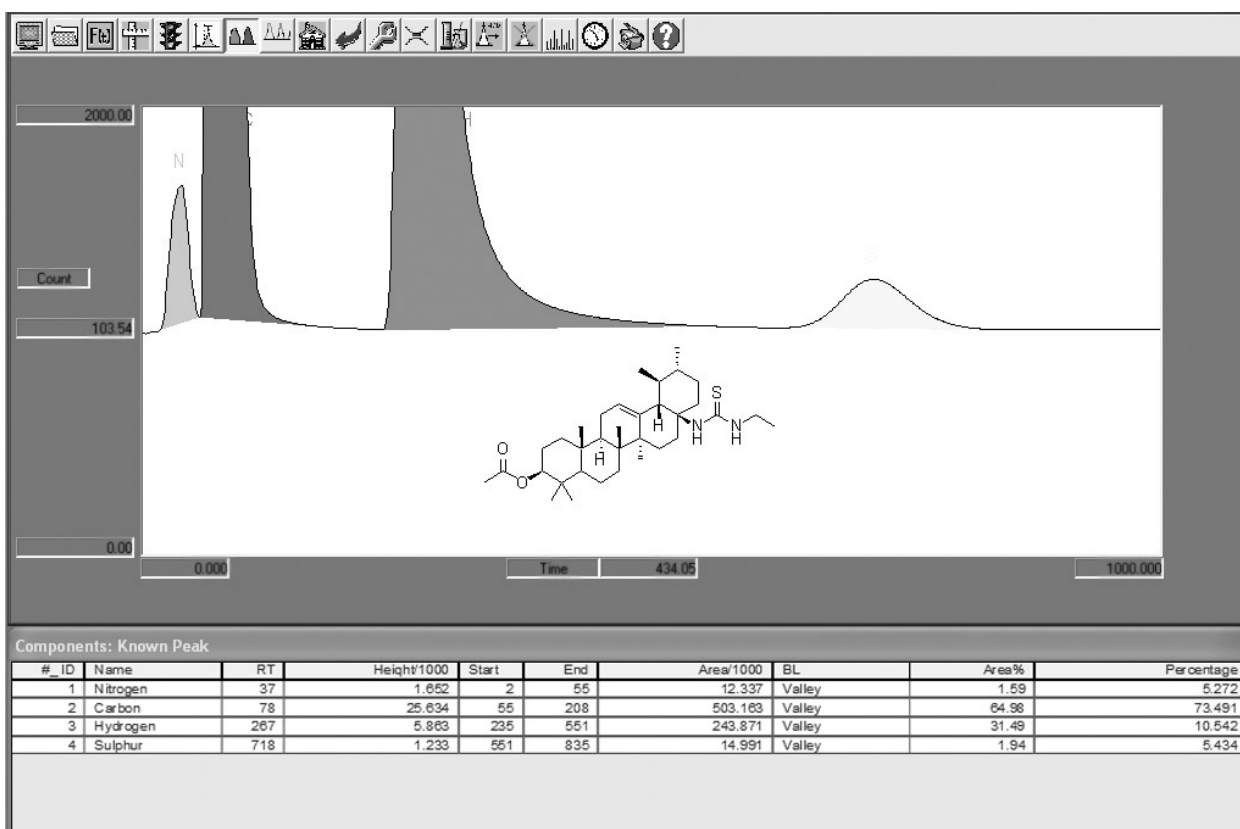 F(t)
2000.00
N
C
H
S
Count
103.54
S
O
O
H
H
N
H
N
H
0.00
0.000 Time 434.05 1000.000
Components: Known Peak
#_ID Name RT Height/1000 Start End Area/1000 BL Area% Percentage
1 Nitrogen 37 1.652 2 55 12.337 Valley 1.59 5.272
2 Carbon 78 25.634 55 208 503.163 Valley 64.98 73.491
3 Hydrogen 267 5.863 235 551 243.871 Valley 31.49 10.542
4 Sulphur 718 1.233 551 835 14.991 Valley 1.94 5.434